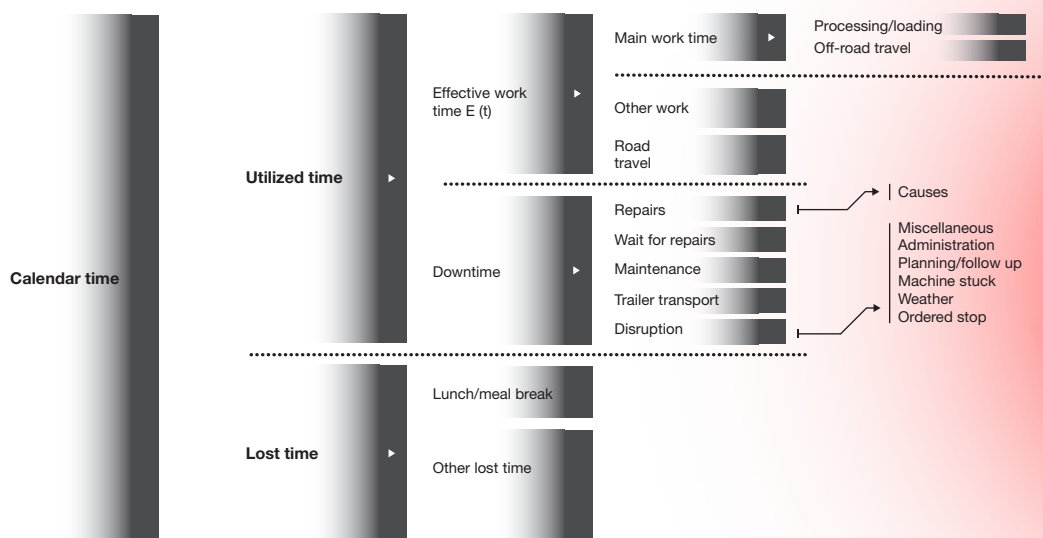 Calendar time
Utilized time
Effective work
time E (t)
Main work time
Processing/loading
Off-road travel
Other work
Road
travel
Downtime
Repairs
Causes
Wait for repairs
Maintenance
Trailer transport
Disruption
Miscellaneous
Administration
Planning/follow up
Machine stuck
Weather
Ordered stop
Lost time
Lunch/meal break
Other lost time